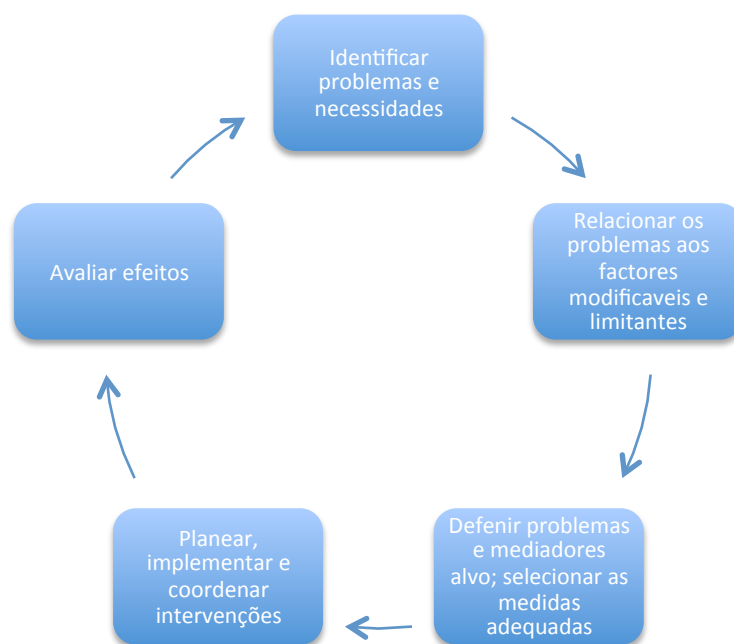 Identificar
problemas e
necessidades
Relacionar os
problemas aos
factores
modificaveis e
limitantes
Defenir problemas
e mediadores
alvo; selecionar as
medidas
adequadas
Planear,
implementar e
coordenar
intervenções
Avaliar efeitos